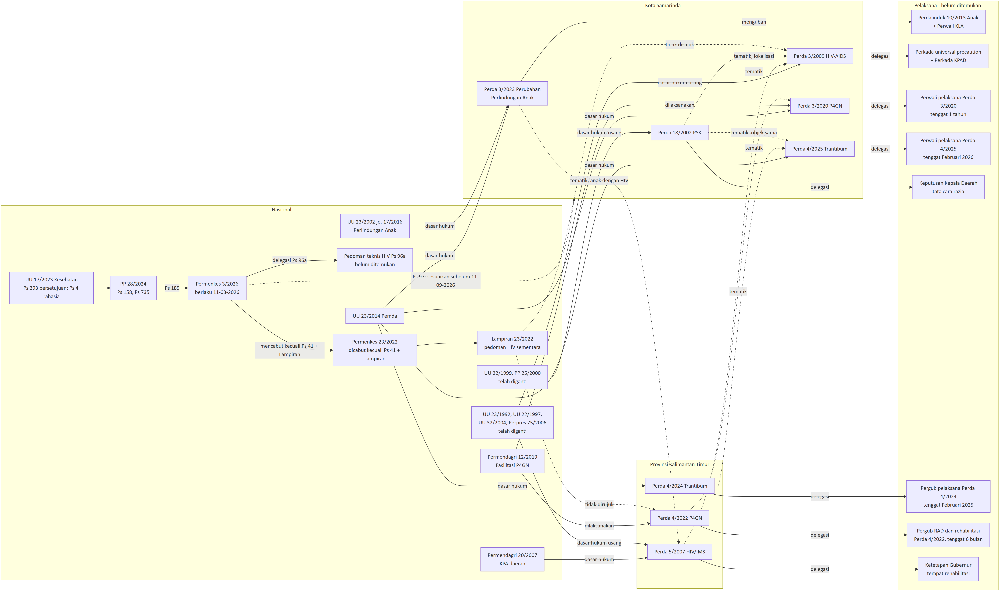 Kota Samarinda
Pelaksana - belum ditemukan
mengubah
Perda induk 10/2013 Anak
+ Perwali KLA
tidak dirujuk
tematik, lokalisasi
Perda 3/2009 HIV-AIDS
delegasi
Perkada universal precaution
+ Perkada KPAD
tematik
dasar hukum usang
Perda 3/2023 Perubahan
Perlindungan Anak
dilaksanakan
Perda 3/2020 P4GN
delegasi
Perwali pelaksana Perda
3/2020
tenggat 1 tahun
dasar hukum
dasar hukum usang
Perda 18/2002 PSK
tematik, objek sama
tematik
Perda 4/2025 Trantibum
delegasi
Perwali pelaksana Perda
4/2025
tenggat Februari 2026
dasar hukum
tematik, anak dengan HIV
delegasi
Keputusan Kepala Daerah
tata cara razia
Nasional
UU 23/2002 jo. 17/2016
Perlindungan Anak
dasar hukum
dasar hukum
delegasi Ps 96a
Pedoman teknis HIV Ps 96a
belum ditemukan
Ps 97: sesuaikan sebelum 11-
09-2026
UU 17/2023 Kesehatan
Ps 293 persetujuan; Ps 4
rahasia
PP 28/2024
Ps 158, Ps 735
Ps 189
Permenkes 3/2026
berlaku 11-03-2026
tematik
UU 23/2014 Pemda
mencabut kecuali Ps 41 +
Lampiran
Permenkes 23/2022
dicabut kecuali Ps 41 +
Lampiran
Lampiran 23/2022
pedoman HIV sementara
UU 22/1999, PP 25/2000
telah diganti
UU 23/1992, UU 22/1997,
UU 32/2004, Perpres 75/2006
telah diganti
Permendagri 12/2019
Fasilitasi P4GN
Provinsi Kalimantan Timur
dasar hukum
Perda 4/2024 Trantibum
delegasi
Pergub pelaksana Perda
4/2024
tenggat Februari 2025
tidak dirujuk
Perda 4/2022 P4GN
dilaksanakan
delegasi
Pergub RAD dan rehabilitasi
Perda 4/2022, tenggat 6 bulan
dasar hukum usang
Perda 5/2007 HIV/IMS
Permendagri 20/2007
KPA daerah
dasar hukum
delegasi
Ketetapan Gubernur
tempat rehabilitasi